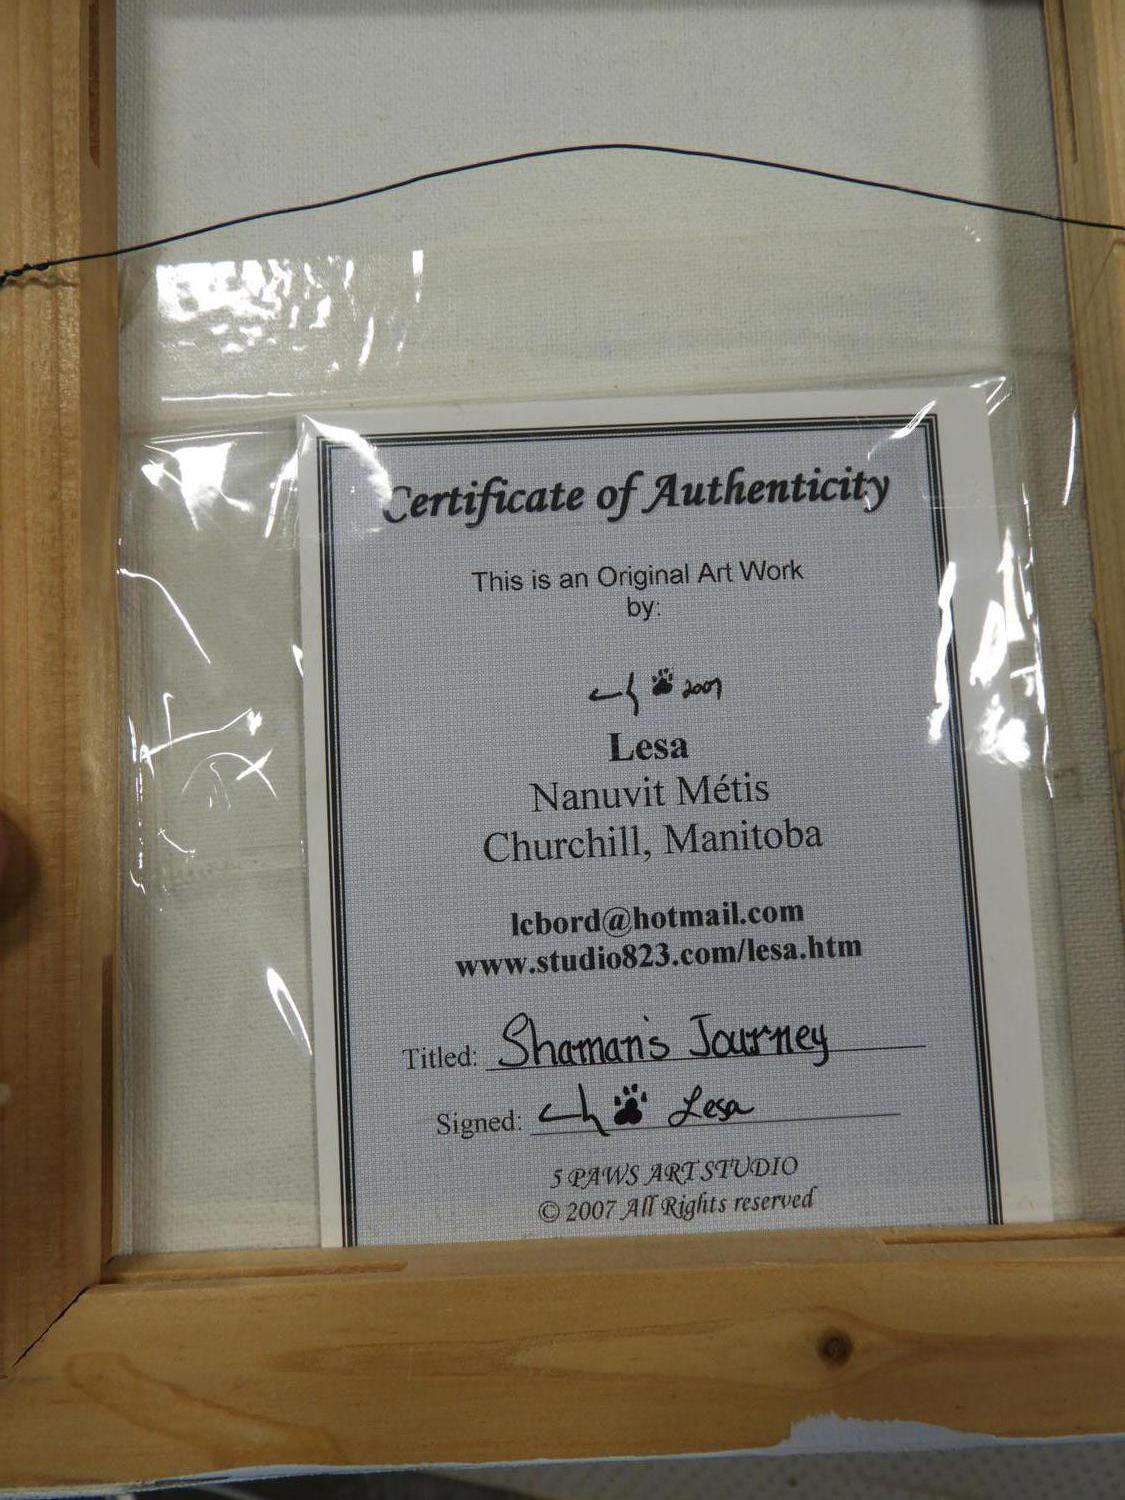 Certificate of Authenticity
This is an Original Art Work
by:
2007
Lesa
Nanuvit Métis
Churchill, Manitoba
lcbord@hotmail.com
www.studio823.com/lesa.htm
Titled: Shaman's Journey
Signed: Lesa
5 PAWS ART STUDIO
© 2007 All Rights reserved